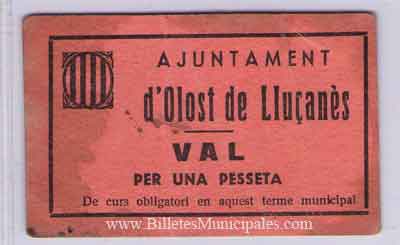 AJUNTAMENT
d'Olost de Lluçanès
VAL
PER UNA PESSETA
De curs obligatori en aquest terme municipal
www.BilletesMunicipales.com